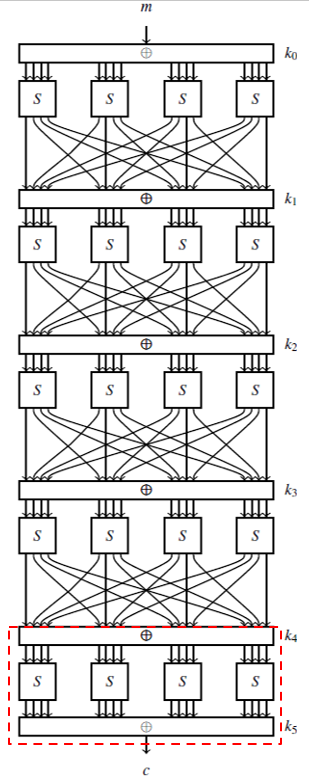 m
⊕ k₀
S S S S
⊕ k₁
S S S S
⊕ k₂
S S S S
⊕ k₃
S S S S
⊕ k₄
S S S S
⊕ k₅
c